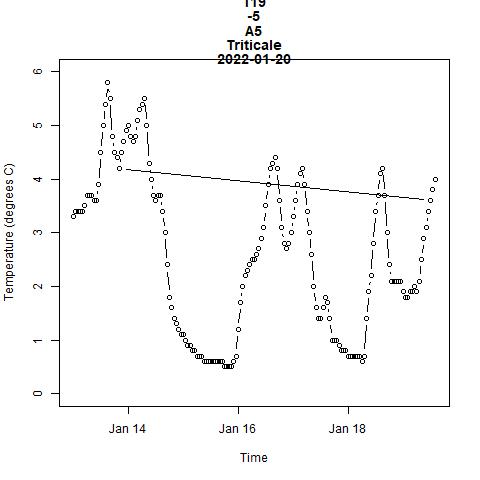 T19
-5
A5
Triticale
2022-01-20
6
5
4
3
2
1
0
Temperature (degrees C)
Jan 14 Jan 16 Jan 18
Time